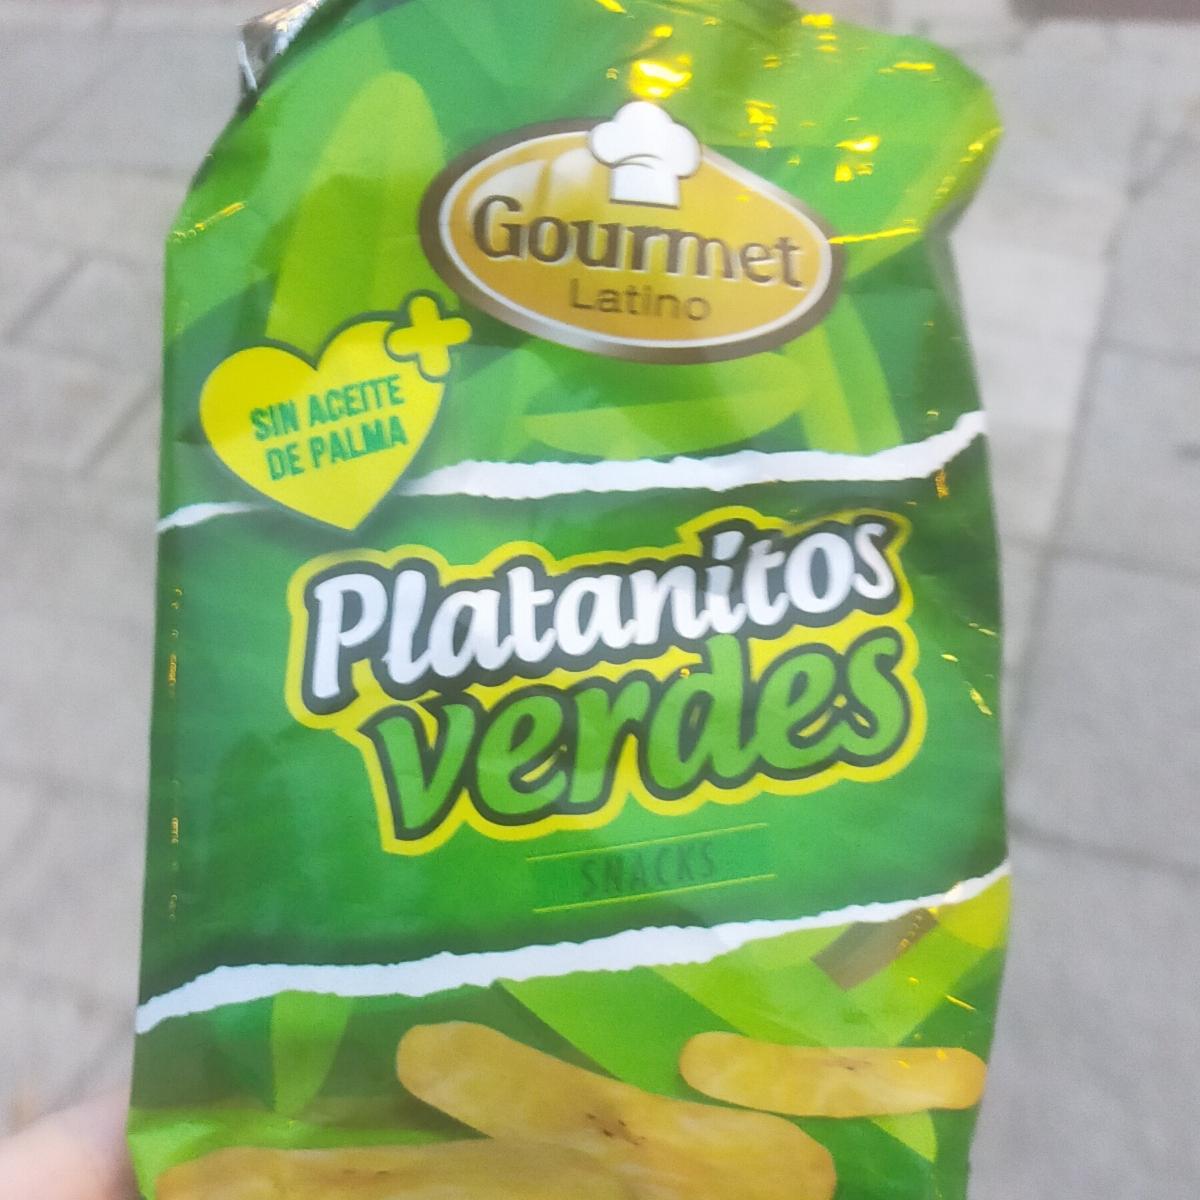 Gourmet
Latino
SIN ACEITE
DE PALMA
Platanitos
verdes
SNACKS